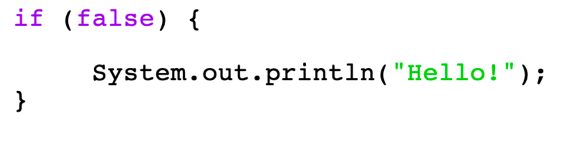 if (false) {
System.out.println("Hello!");
}